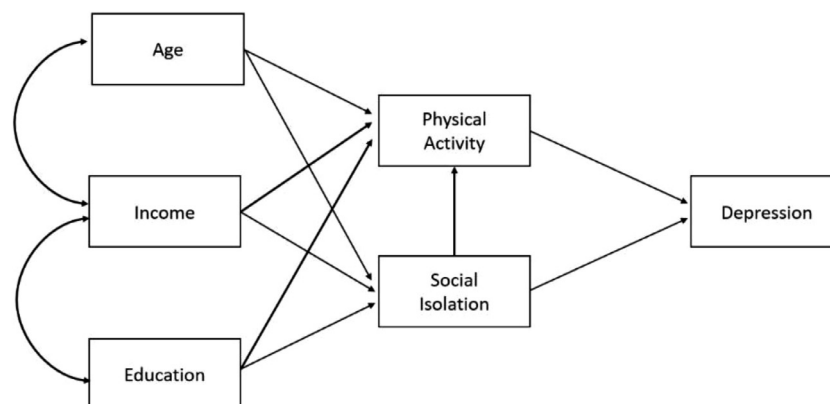 Age
Physical
Activity
Income
Depression
Social
Isolation
Education